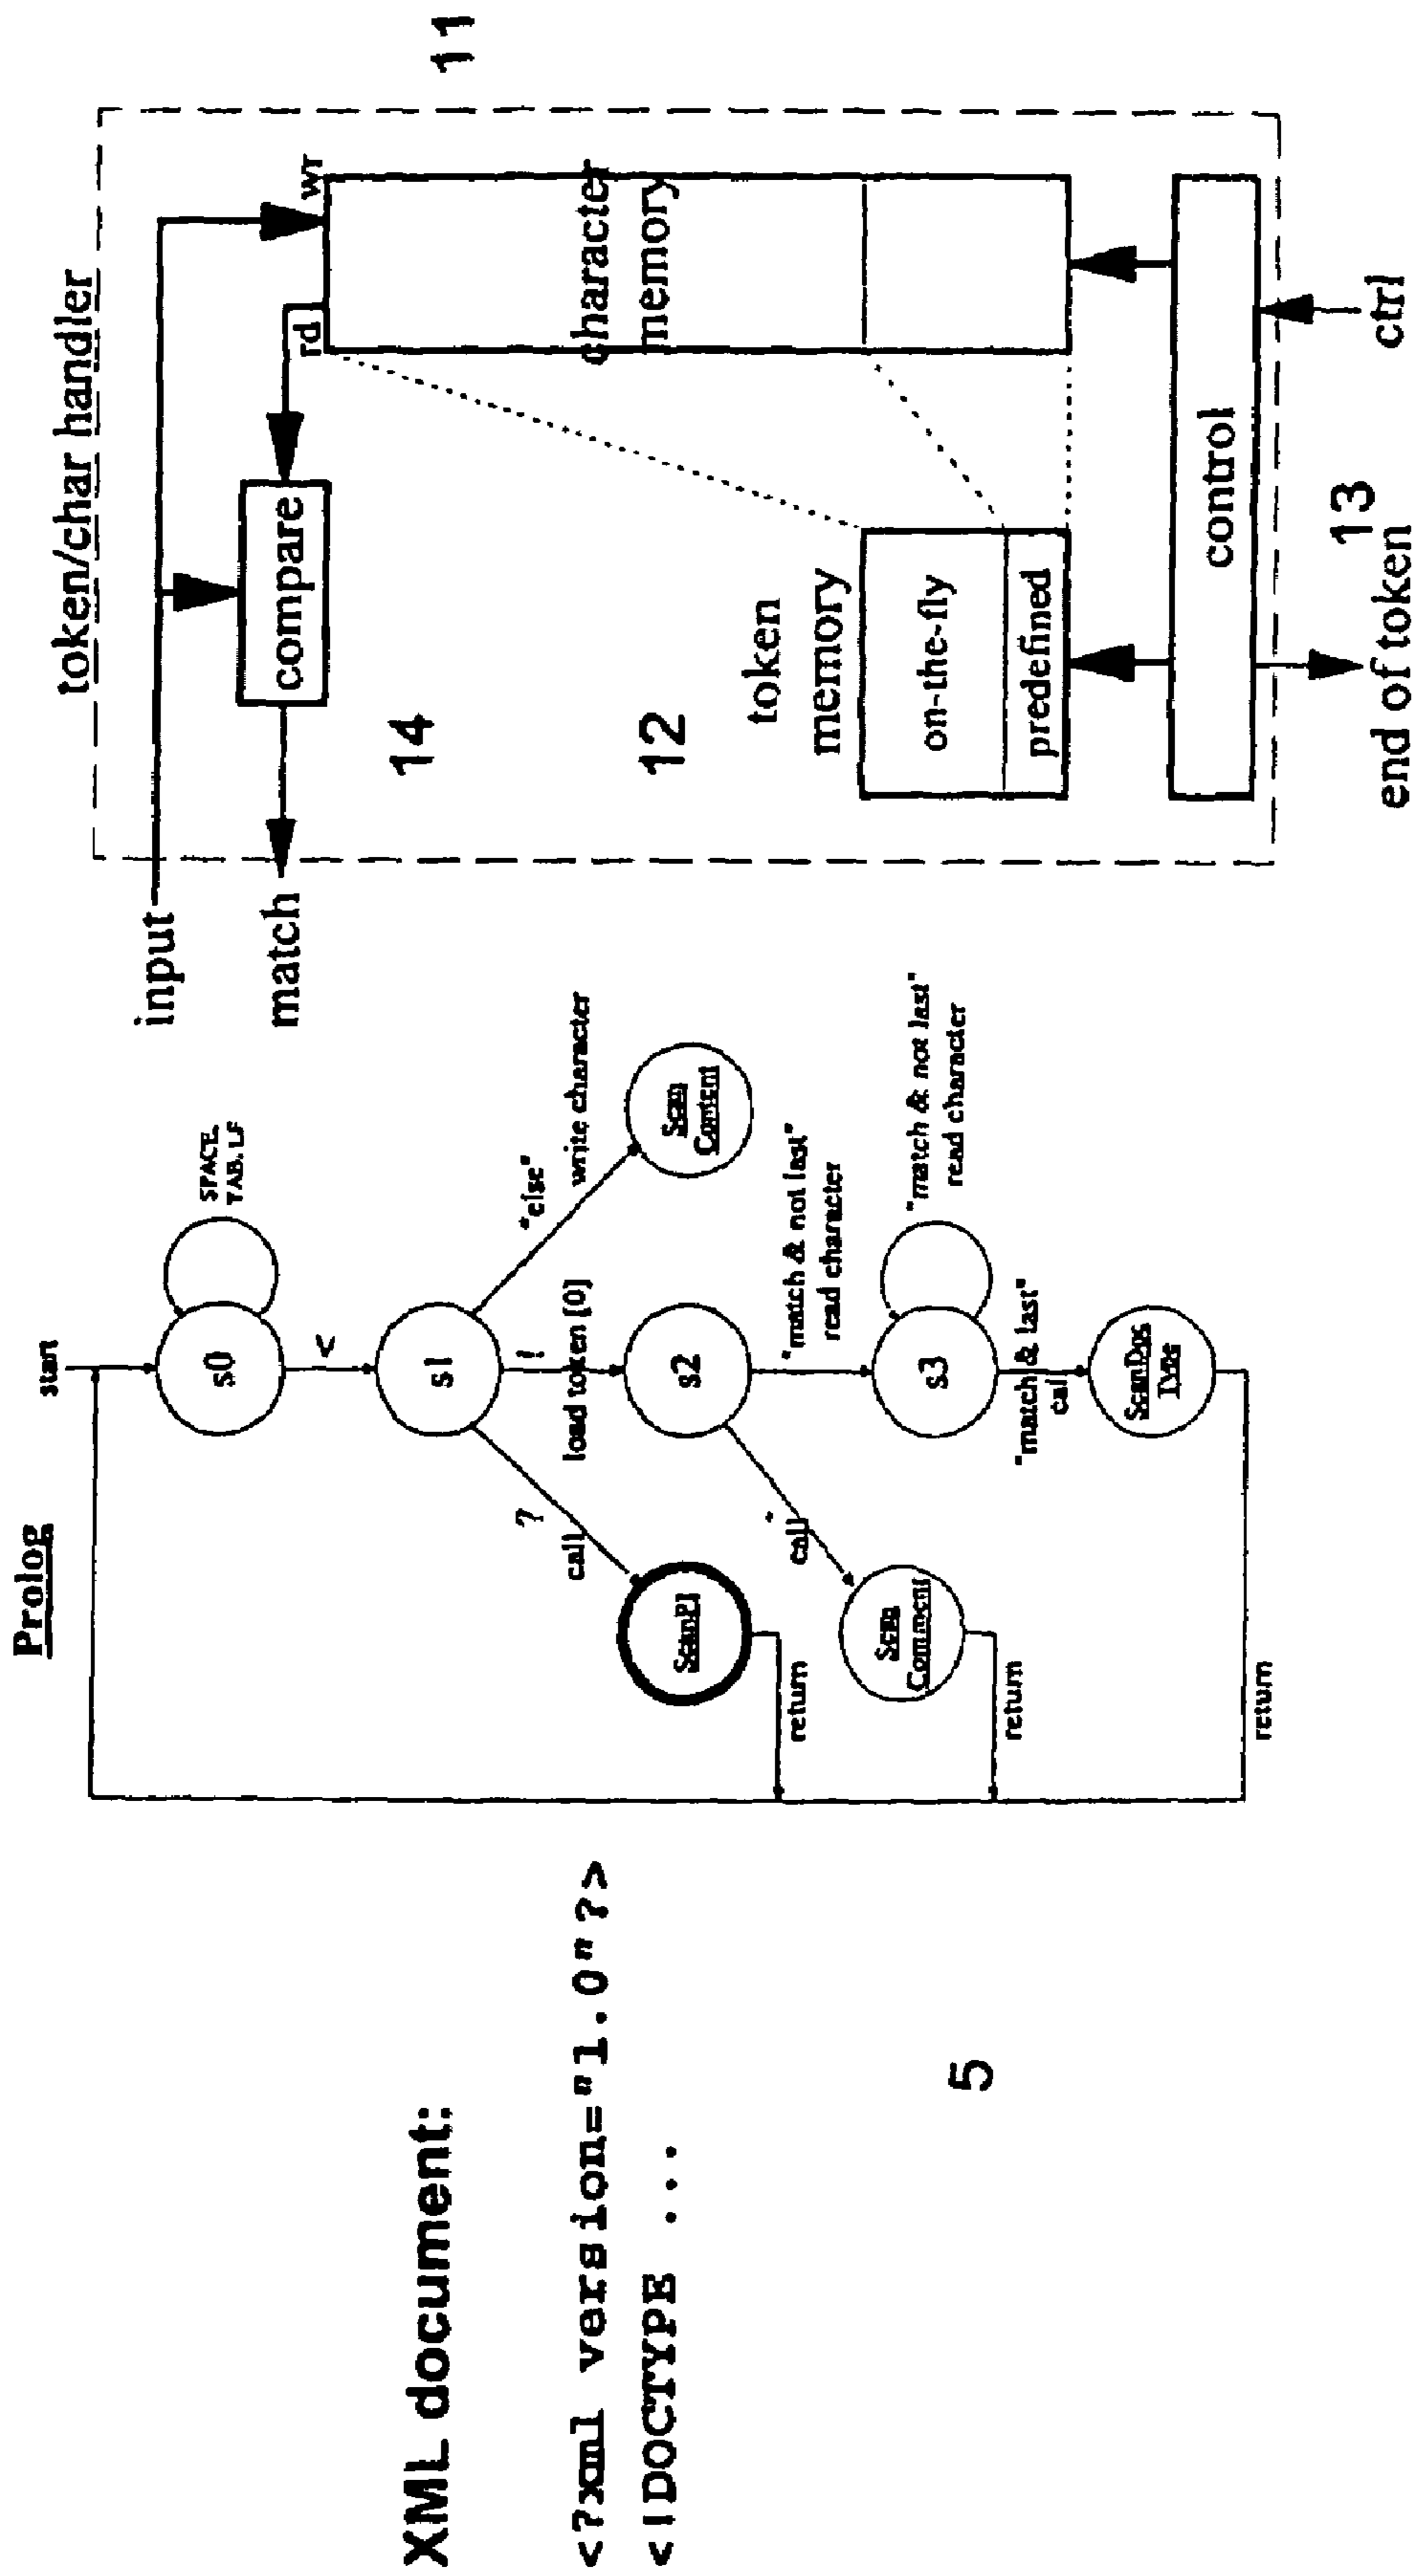 XML document:
<?xml version="1.0"?>
<!DOCTYPE ...
5
Prolog
start
s0
SPACE,
TAB, LF
<
s1
?
call
!
load token [0]
"else"
write character
ScanPI
return
s2
Scan
Content
-
call
"match & not last"
read character
Scan
Comment
return
s3
"match & not last"
read character
"match & last"
call
ScanDoc
Type
return
token/char handler
input
match
compare
14
rd
wr
character
memory
11
12
token
memory
on-the-fly
predefined
control
13
end of token
ctrl